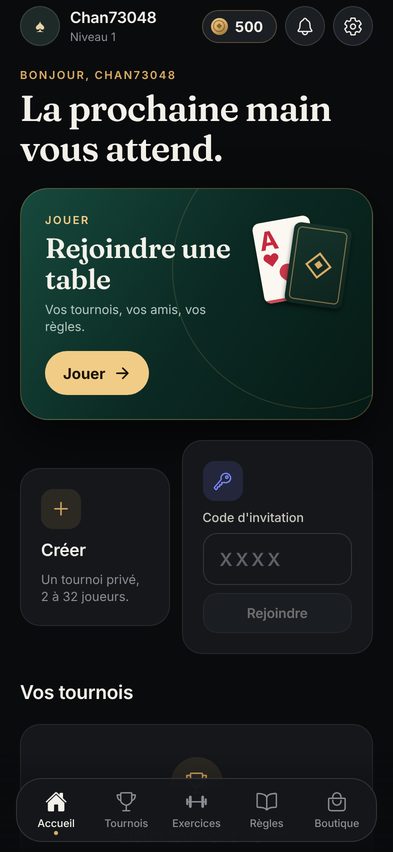 Chan73048
Niveau 1
500
BONJOUR, CHAN73048
La prochaine main
vous attend.
JOUER
Rejoindre une
table
Vos tournois, vos amis, vos
règles.
Jouer →
A
Créer
Un tournoi privé,
2 à 32 joueurs.
Code d'invitation
XXXX
Rejoindre
Vos tournois
Accueil
Tournois
Exercices
Règles
Boutique